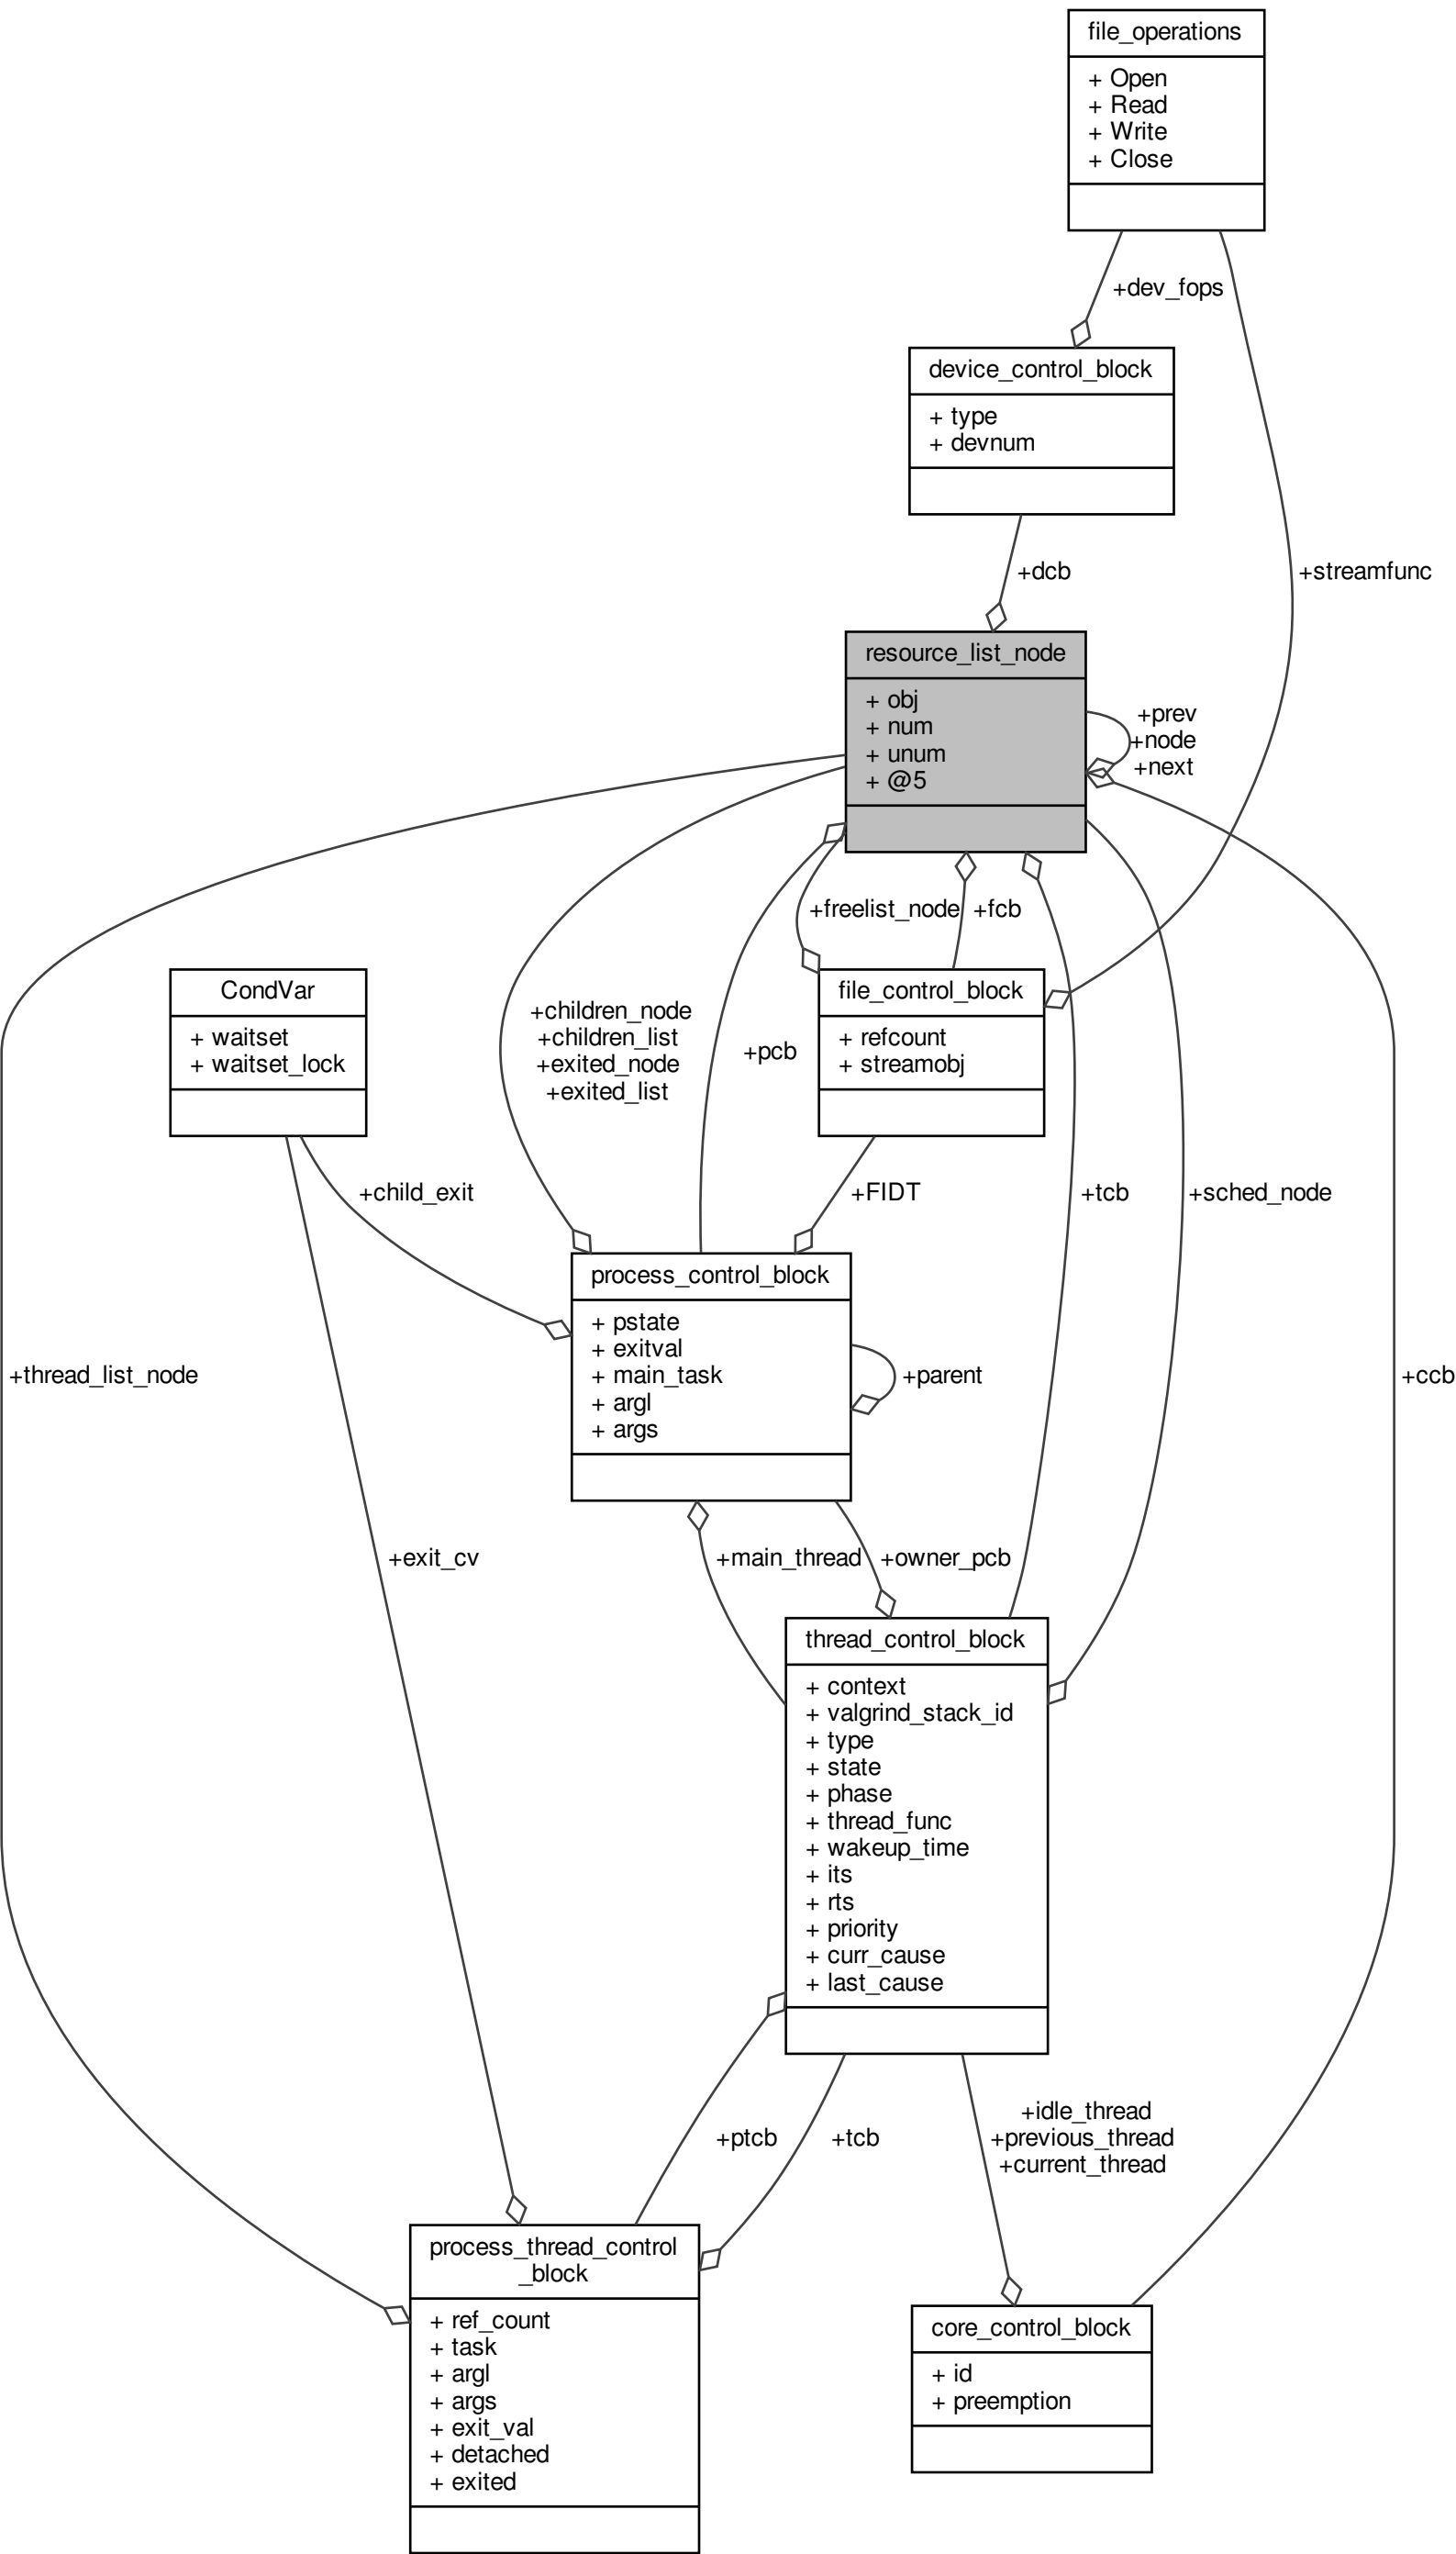 file_operations
+ Open
+ Read
+ Write
+ Close
+dev_fops
device_control_block
+ type
+ devnum
+dcb
+streamfunc
resource_list_node
+ obj
+ num
+ unum
+ @5
+prev
+node
+next
+freelist_node
+fcb
CondVar
+ waitset
+ waitset_lock
+children_node
+children_list
+exited_node
+exited_list
+pcb
file_control_block
+ refcount
+ streamobj
+child_exit
+FIDT
+tcb
+sched_node
process_control_block
+ pstate
+ exitval
+ main_task
+ argl
+ args
+parent
+thread_list_node
+ccb
+exit_cv
+main_thread
+owner_pcb
thread_control_block
+ context
+ valgrind_stack_id
+ type
+ state
+ phase
+ thread_func
+ wakeup_time
+ its
+ rts
+ priority
+ curr_cause
+ last_cause
+ptcb
+tcb
+idle_thread
+previous_thread
+current_thread
process_thread_control
_block
+ ref_count
+ task
+ argl
+ args
+ exit_val
+ detached
+ exited
core_control_block
+ id
+ preemption